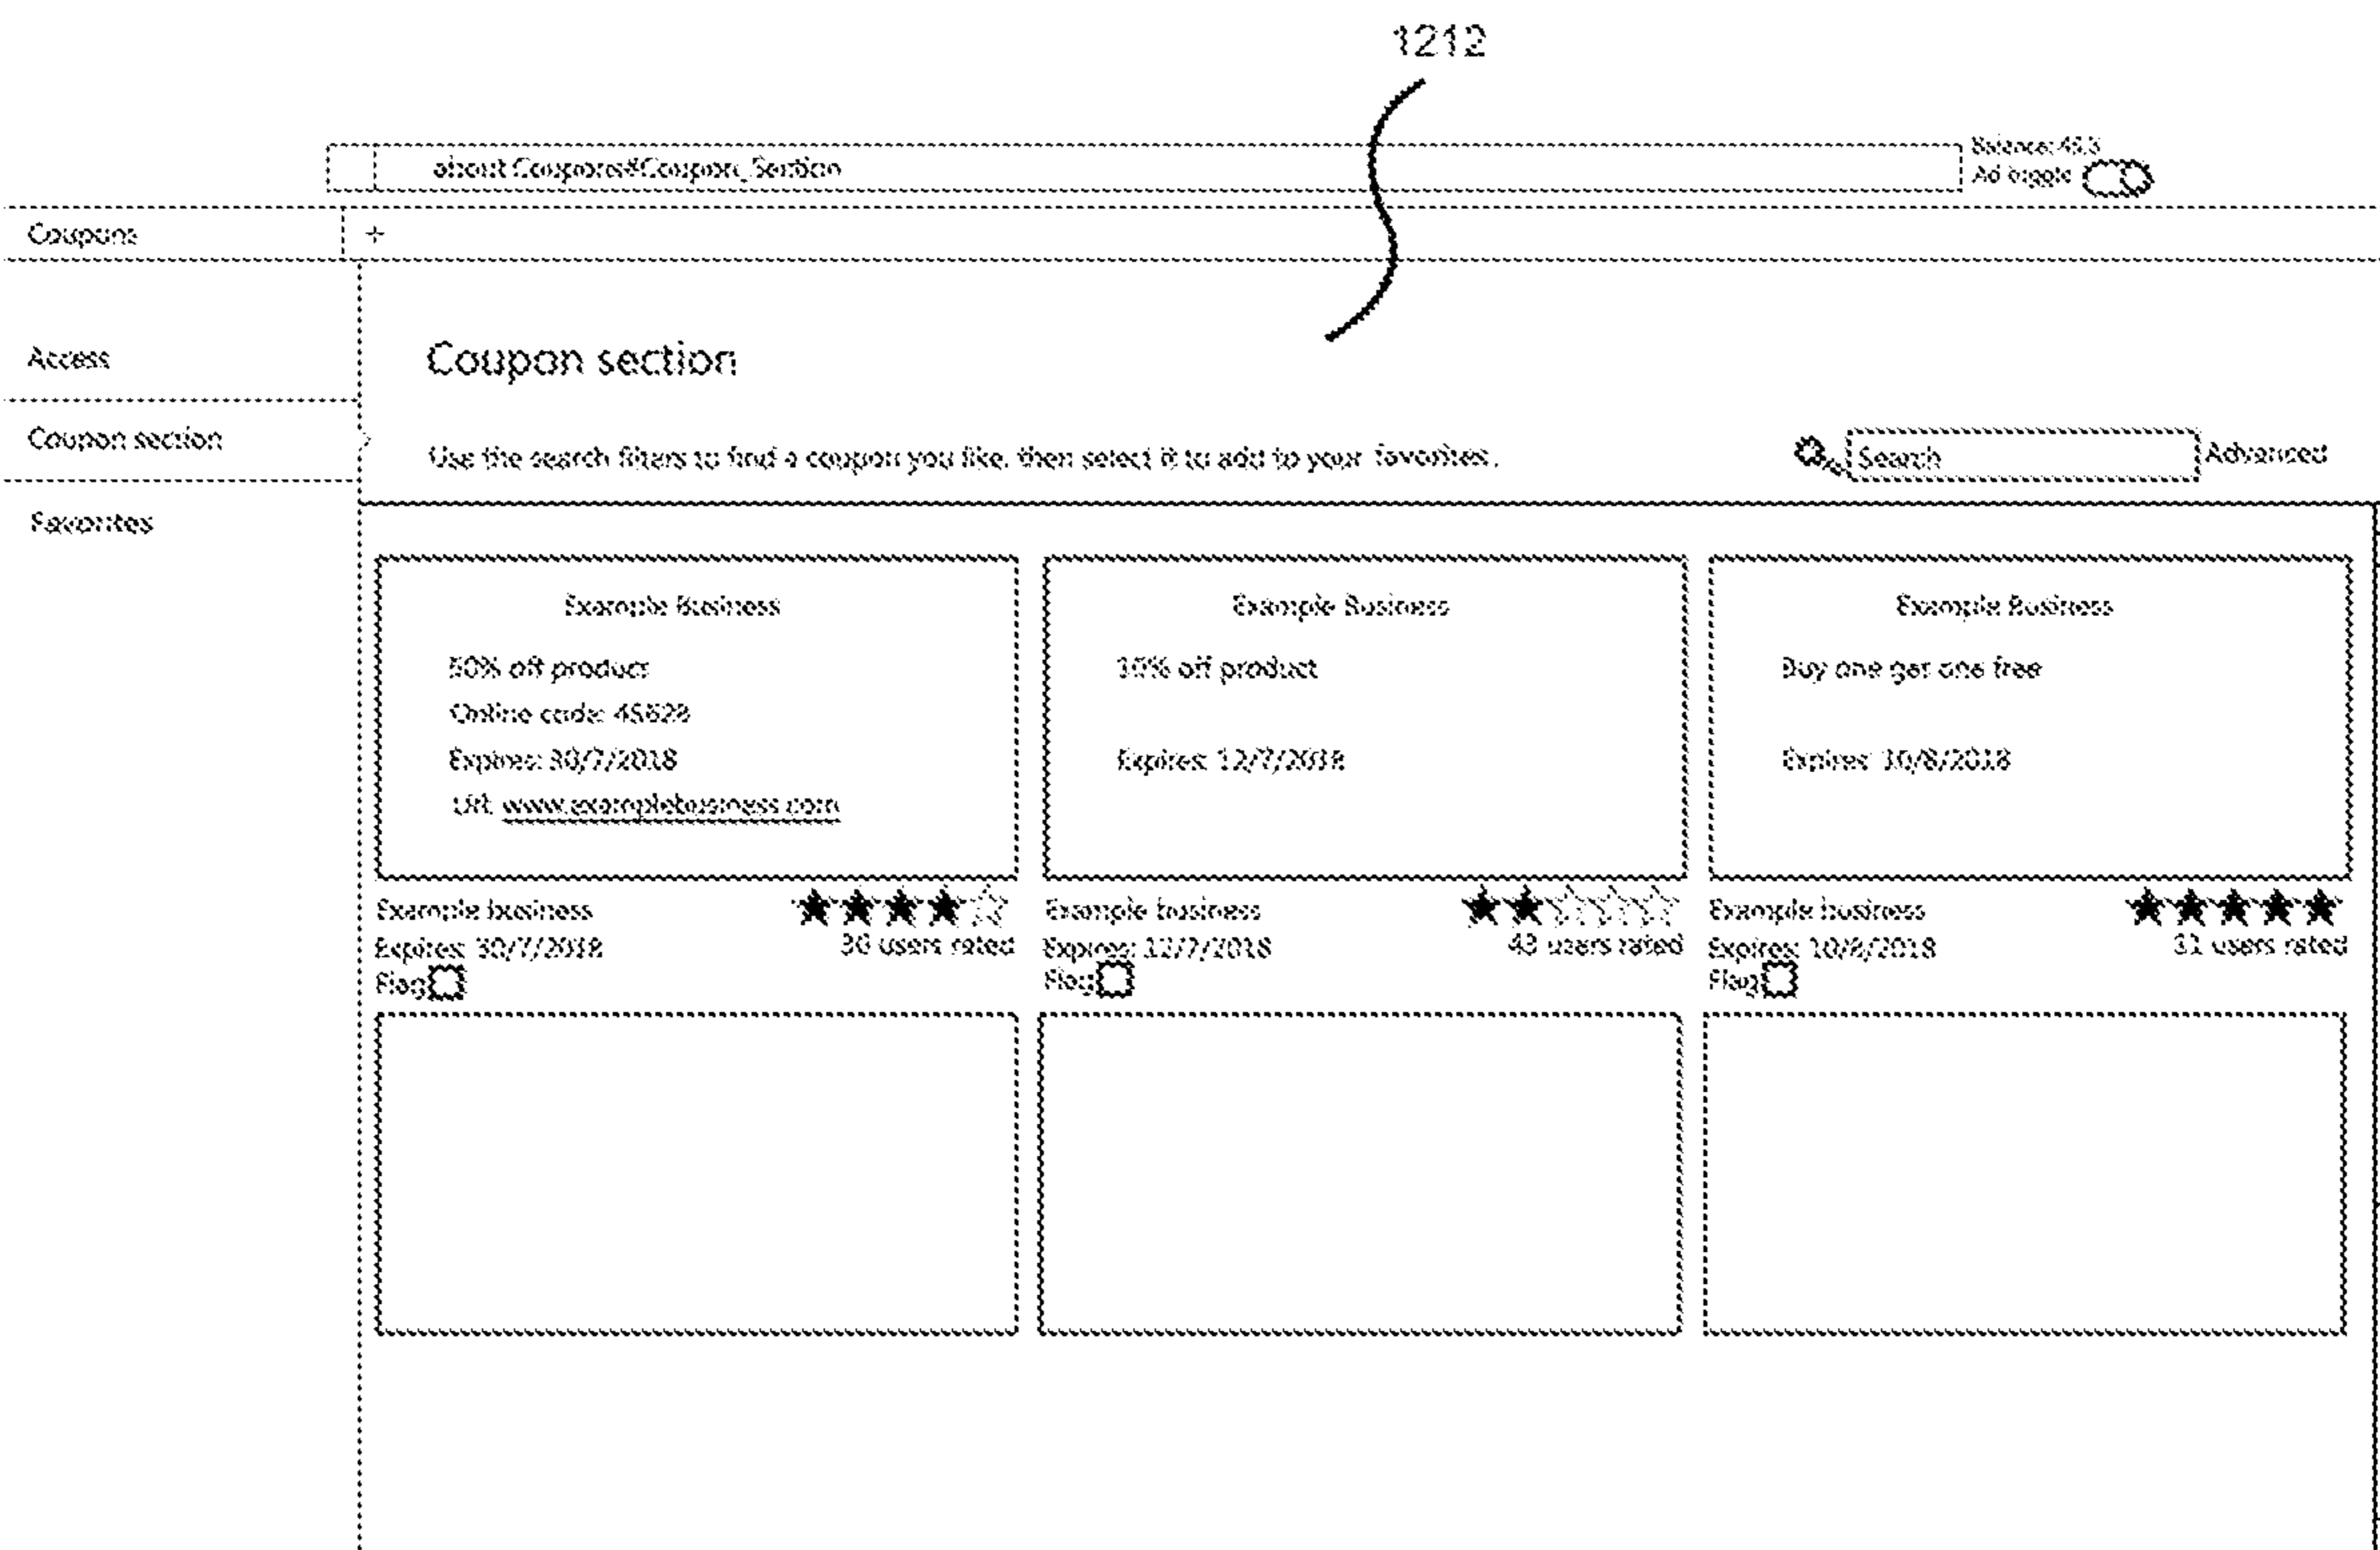 1212
about:Coupons#Coupon_Section
Balance: 48.5
Ad toggle
Coupons
+
Access
Coupon section
Coupon section
Use the search filters to find a coupon you like, then select it to add to your favorites.
Search
Advanced
Favorites
Example Business
50% off product
Online code: 45628
Expires: 30/7/2018
URL: www.examplebusiness.com
Example Business
10% off product
Expires: 12/7/2018
Example Business
Buy one get one free
Expires: 10/8/2018
Example business
Expires: 30/7/2018
Flag
users rated
Example business
Expires: 12/7/2018
Flag
43 users rated
Example business
Expires: 10/8/2018
Flag
users rated